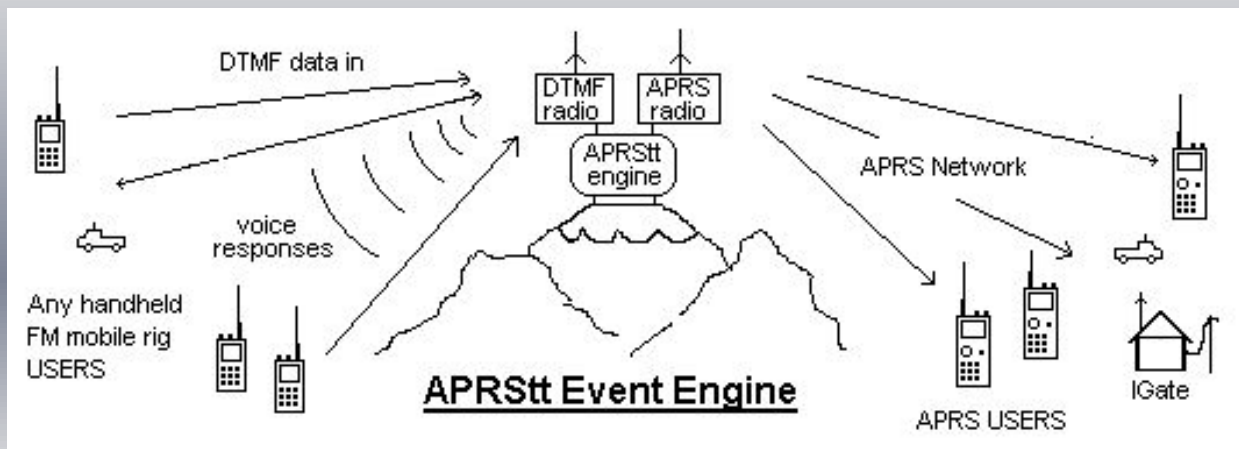 DTMF data in
DTMF
radio
APRS
radio
APRStt
engine
APRS Network
voice
responses
Any handheld
FM mobile rig
USERS
APRStt Event Engine
IGate
APRS USERS